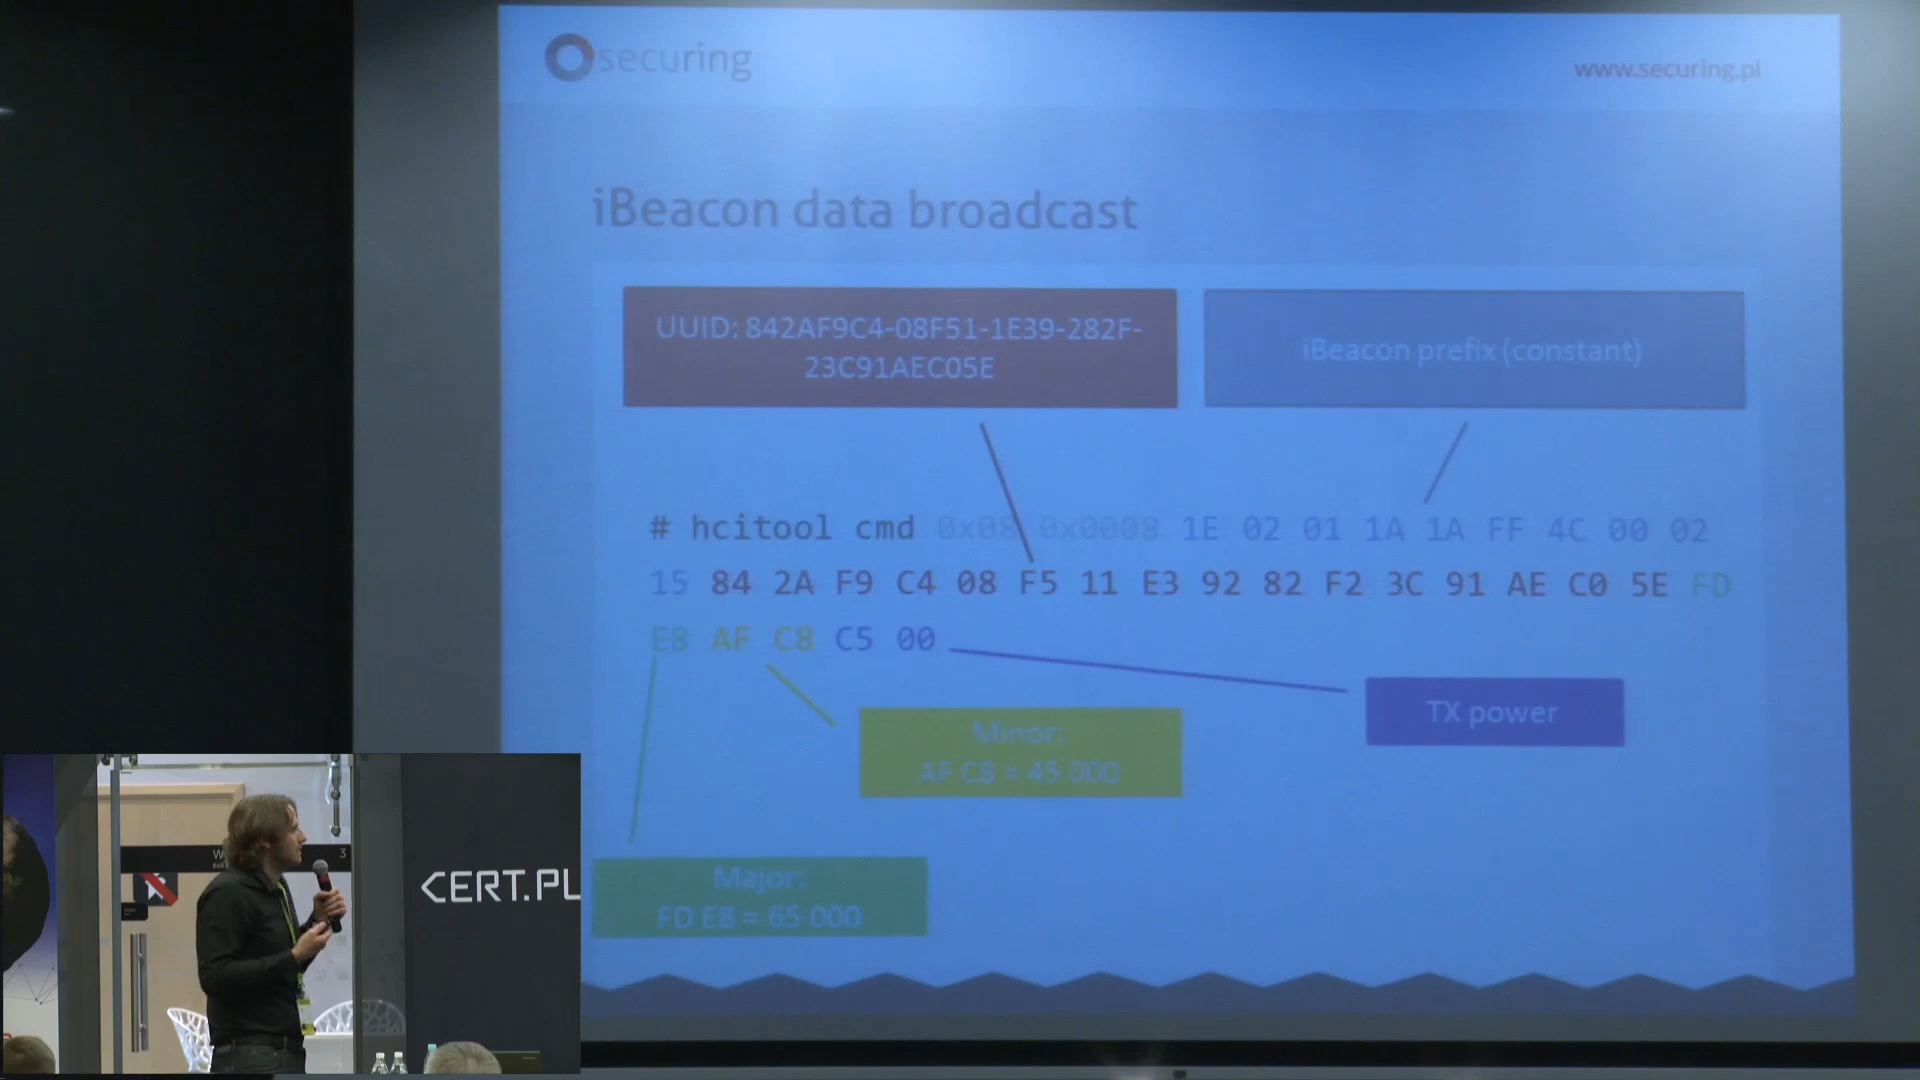 securing
www.securing.pl
iBeacon data broadcast
UUID: 842AF9C4-08F51-1E39-282F-
23C91AEC05E
iBeacon prefix (constant)
# hcitool cmd 0x08 0x0008 1E 02 01 1A 1A FF 4C 00 02
15 84 2A F9 C4 08 F5 11 E3 92 82 F2 3C 91 AE C0 5E FD
E8 AF C8 C5 00
TX power
Minor:
AF C8 = 45 000
Major:
FD E8 = 65 000
3
CERT.PL